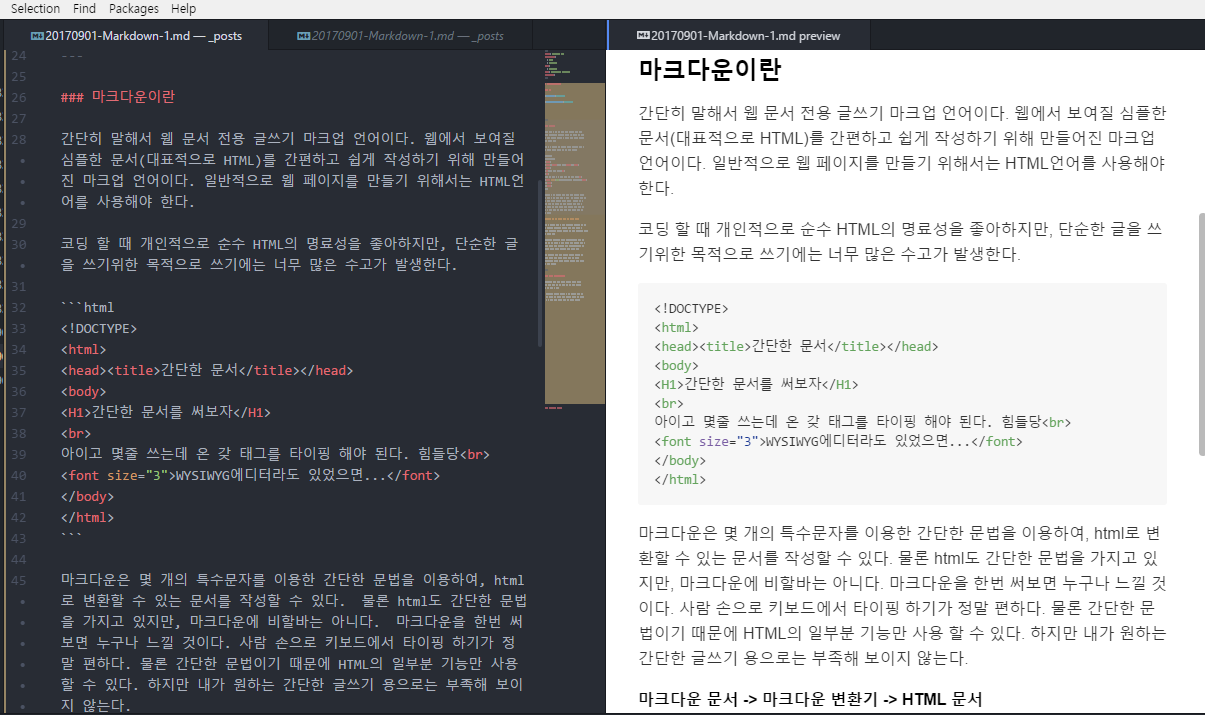 Selection Find Packages Help
20170901-Markdown-1.md — _posts
20170901-Markdown-1.md — _posts
20170901-Markdown-1.md preview
24 ---
25
26 ### 마크다운이란
27
28 간단히 말해서 웹 문서 전용 글쓰기 마크업 언어이다. 웹에서 보여질
심플한 문서(대표적으로 HTML)를 간편하고 쉽게 작성하기 위해 만들어
진 마크업 언어이다. 일반적으로 웹 페이지를 만들기 위해서는 HTML언
어를 사용해야 한다.
29
30 코딩 할 때 개인적으로 순수 HTML의 명료성을 좋아하지만, 단순한 글
을 쓰기위한 목적으로 쓰기에는 너무 많은 수고가 발생한다.
31
32 ```html
33 <!DOCTYPE>
34 <html>
35 <head><title>간단한 문서</title></head>
36 <body>
37 <H1>간단한 문서를 써보자</H1>
38 <br>
39 아이고 몇줄 쓰는데 온 갖 태그를 타이핑 해야 된다. 힘들당<br>
40 <font size="3">WYSIWYG에디터라도 있었으면...</font>
41 </body>
42 </html>
43 ```
44
45 마크다운은 몇 개의 특수문자를 이용한 간단한 문법을 이용하여, html
로 변환할 수 있는 문서를 작성할 수 있다. 물론 html도 간단한 문법
을 가지고 있지만, 마크다운에 비할바는 아니다. 마크다운을 한번 써
보면 누구나 느낄 것이다. 사람 손으로 키보드에서 타이핑 하기가 정
말 편하다. 물론 간단한 문법이기 때문에 HTML의 일부분 기능만 사용
할 수 있다. 하지만 내가 원하는 간단한 글쓰기 용으로는 부족해 보이
지 않는다.
마크다운이란
간단히 말해서 웹 문서 전용 글쓰기 마크업 언어이다. 웹에서 보여질 심플한
문서(대표적으로 HTML)를 간편하고 쉽게 작성하기 위해 만들어진 마크업
언어이다. 일반적으로 웹 페이지를 만들기 위해서는 HTML언어를 사용해야
한다.
코딩 할 때 개인적으로 순수 HTML의 명료성을 좋아하지만, 단순한 글을 쓰
기위한 목적으로 쓰기에는 너무 많은 수고가 발생한다.
<!DOCTYPE>
<html>
<head><title>간단한 문서</title></head>
<body>
<H1>간단한 문서를 써보자</H1>
<br>
아이고 몇줄 쓰는데 온 갖 태그를 타이핑 해야 된다. 힘들당<br>
<font size="3">WYSIWYG에디터라도 있었으면...</font>
</body>
</html>
마크다운은 몇 개의 특수문자를 이용한 간단한 문법을 이용하여, html로 변
환할 수 있는 문서를 작성할 수 있다. 물론 html도 간단한 문법을 가지고 있
지만, 마크다운에 비할바는 아니다. 마크다운을 한번 써보면 누구나 느낄 것
이다. 사람 손으로 키보드에서 타이핑 하기가 정말 편하다. 물론 간단한 문
법이기 때문에 HTML의 일부분 기능만 사용 할 수 있다. 하지만 내가 원하는
간단한 글쓰기 용으로는 부족해 보이지 않는다.
마크다운 문서 -> 마크다운 변환기 -> HTML 문서